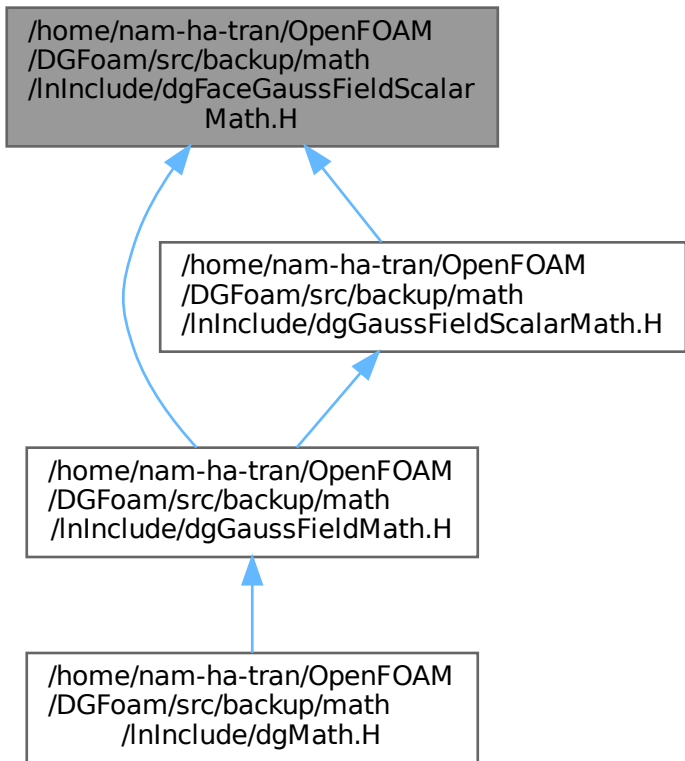 /home/nam-ha-tran/OpenFOAM
/DGFoam/src/backup/math
/lnInclude/dgFaceGaussFieldScalar
Math.H
/home/nam-ha-tran/OpenFOAM
/DGFoam/src/backup/math
/lnInclude/dgGaussFieldScalarMath.H
/home/nam-ha-tran/OpenFOAM
/DGFoam/src/backup/math
/lnInclude/dgGaussFieldMath.H
/home/nam-ha-tran/OpenFOAM
/DGFoam/src/backup/math
/lnInclude/dgMath.H